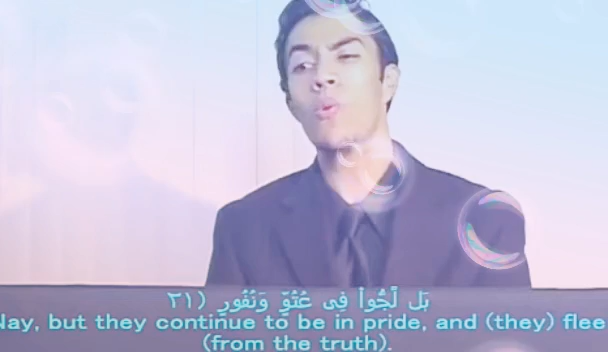 بَل لَّجُّواْ فِى عُتُوٍّ وَنُفُورٍ (٢١
Nay, but they continue to be in pride, and (they) flee
(from the truth).